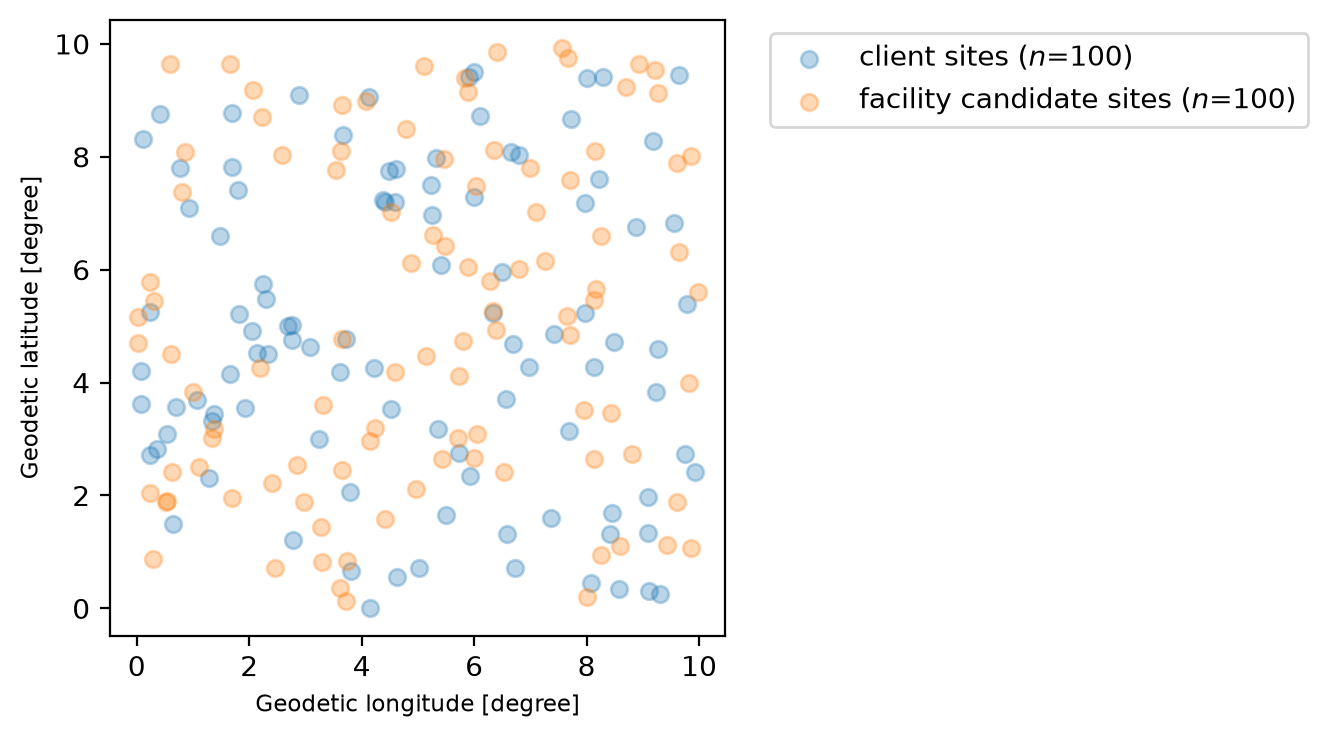 client sites (n=100)
facility candidate sites (n=100)
10
8
6
4
2
0
Geodetic latitude [degree]
0 2 4 6 8 10
Geodetic longitude [degree]